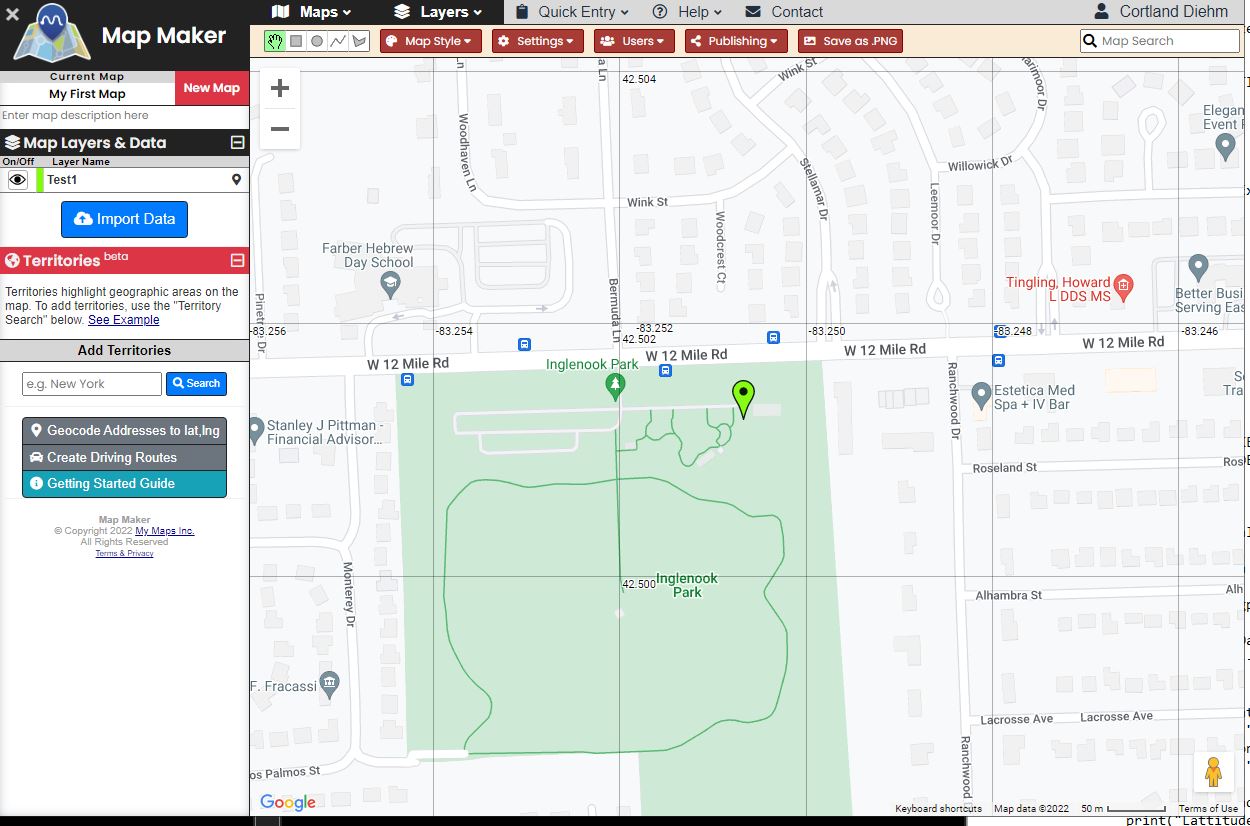 Maps
Layers
Quick Entry
Help
Contact
Cortland Diehm
Map Maker
Map Style
Settings
Users
Publishing
Save as .PNG
Map Search
Current Map
My First Map
New Map
Enter map description here
Map Layers & Data
On/Off Layer Name
Test1
Import Data
Territories beta
Territories highlight geographic areas on the
map. To add territories, use the "Territory
Search" below. See Example
Add Territories
e.g. New York
Search
Geocode Addresses to lat,lng
Create Driving Routes
Getting Started Guide
Map Maker
© Copyright 2022 My Maps Inc.
All Rights Reserved
Terms & Privacy
42.504
Wink St
Woodhaven Ln
Stellamar Dr
Willowick Dr
Leemoor Dr
Wink St
Woodcrest Ct
Farber Hebrew
Day School
Bermuda Ln
Tingling, Howard
L DDS MS
Better Busi
Serving Eas
Pinetree Dr
-83.256
-83.254
-83.252
42.502
-83.250
-83.248
-83.246
W 12 Mile Rd
W 12 Mile Rd
W 12 Mile Rd
W 12 Mile Rd
Inglenook Park
Ranchwood Dr
Estetica Med
Spa + IV Bar
Stanley J Pittman -
Financial Advisor...
Roseland St
Ros
42.500
Inglenook
Park
Alhambra St
Alh
Monterey Dr
F. Fracassi
Lacrosse Ave
Lacrosse Ave
Ranchwood
os Palmos St
Google
Keyboard shortcuts
Map data ©2022
50 m
Terms of Use
print("Lattitude